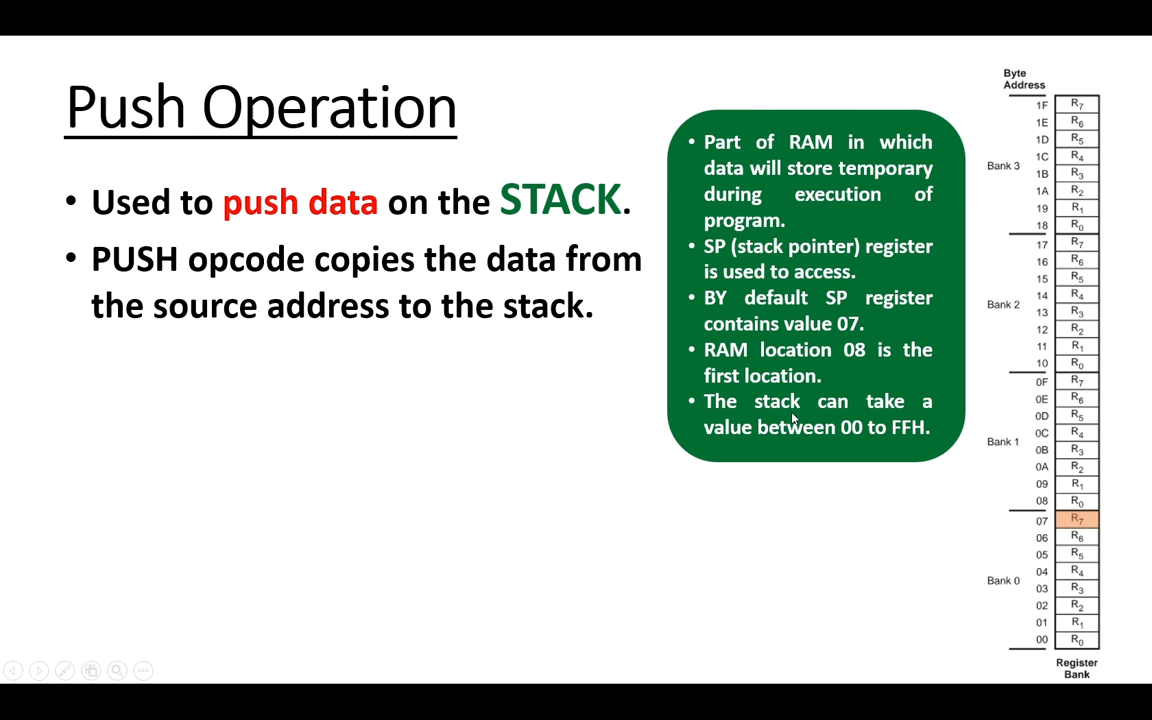 Push Operation
• Used to push data on the STACK.
• PUSH opcode copies the data from
the source address to the stack.
• Part of RAM in which
data will store temporary
during execution of
program.
• SP (stack pointer) register
is used to access.
• BY default SP register
contains value 07.
• RAM location 08 is the
first location.
• The stack can take a
value between 00 to FFH.
Byte
Address
1F R7
1E R6
1D R5
1C R4
Bank 3
1B R3
1A R2
19 R1
18 R0
17 R7
16 R6
15 R5
14 R4
Bank 2
13 R3
12 R2
11 R1
10 R0
0F R7
0E R6
0D R5
0C R4
Bank 1
0B R3
0A R2
09 R1
08 R0
07 R7
06 R6
05 R5
04 R4
Bank 0
03 R3
02 R2
01 R1
00 R0
Register
Bank